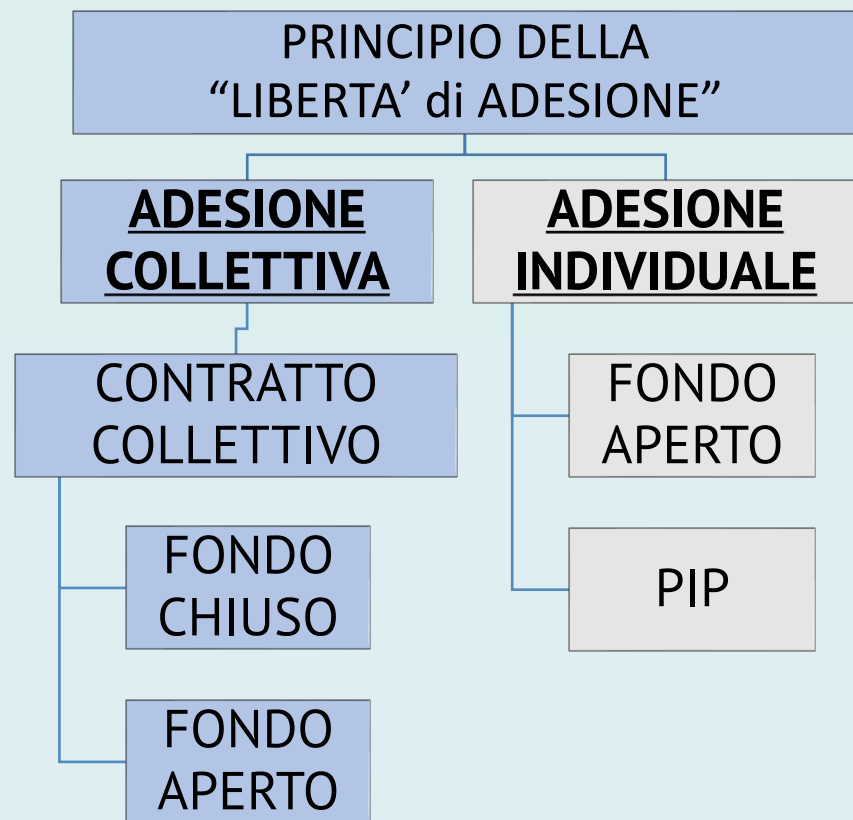 PRINCIPIO DELLA
“LIBERTA’ di ADESIONE”
ADESIONE
COLLETTIVA
CONTRATTO
COLLETTIVO
FONDO
CHIUSO
FONDO
APERTO
ADESIONE
INDIVIDUALE
FONDO
APERTO
PIP